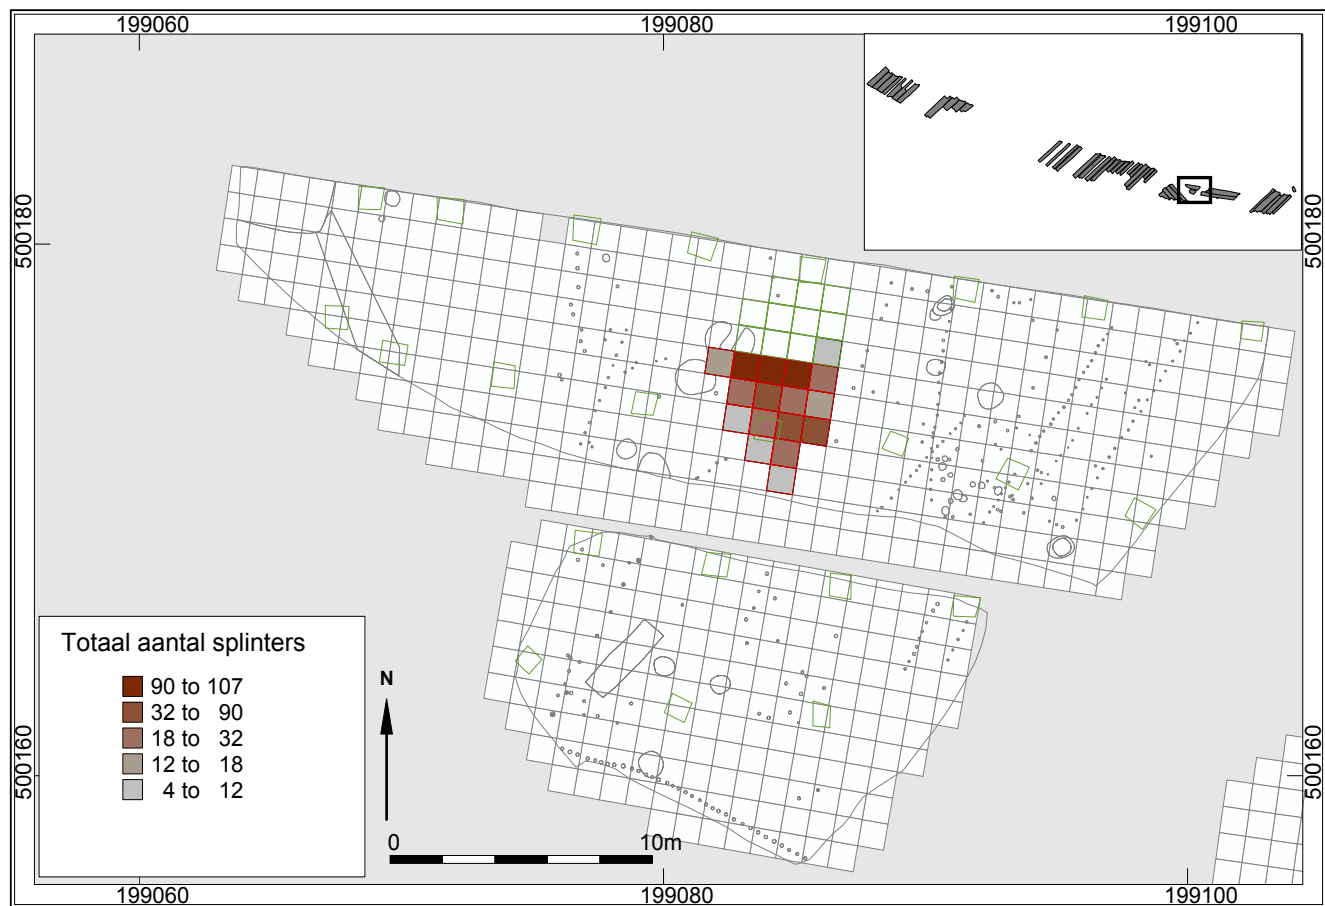 199060 199080 199100
500180 500180
Totaal aantal splinters
90 to 107
32 to 90
18 to 32
12 to 18
4 to 12
N
0 10m
500160 500160
199060 199080 199100